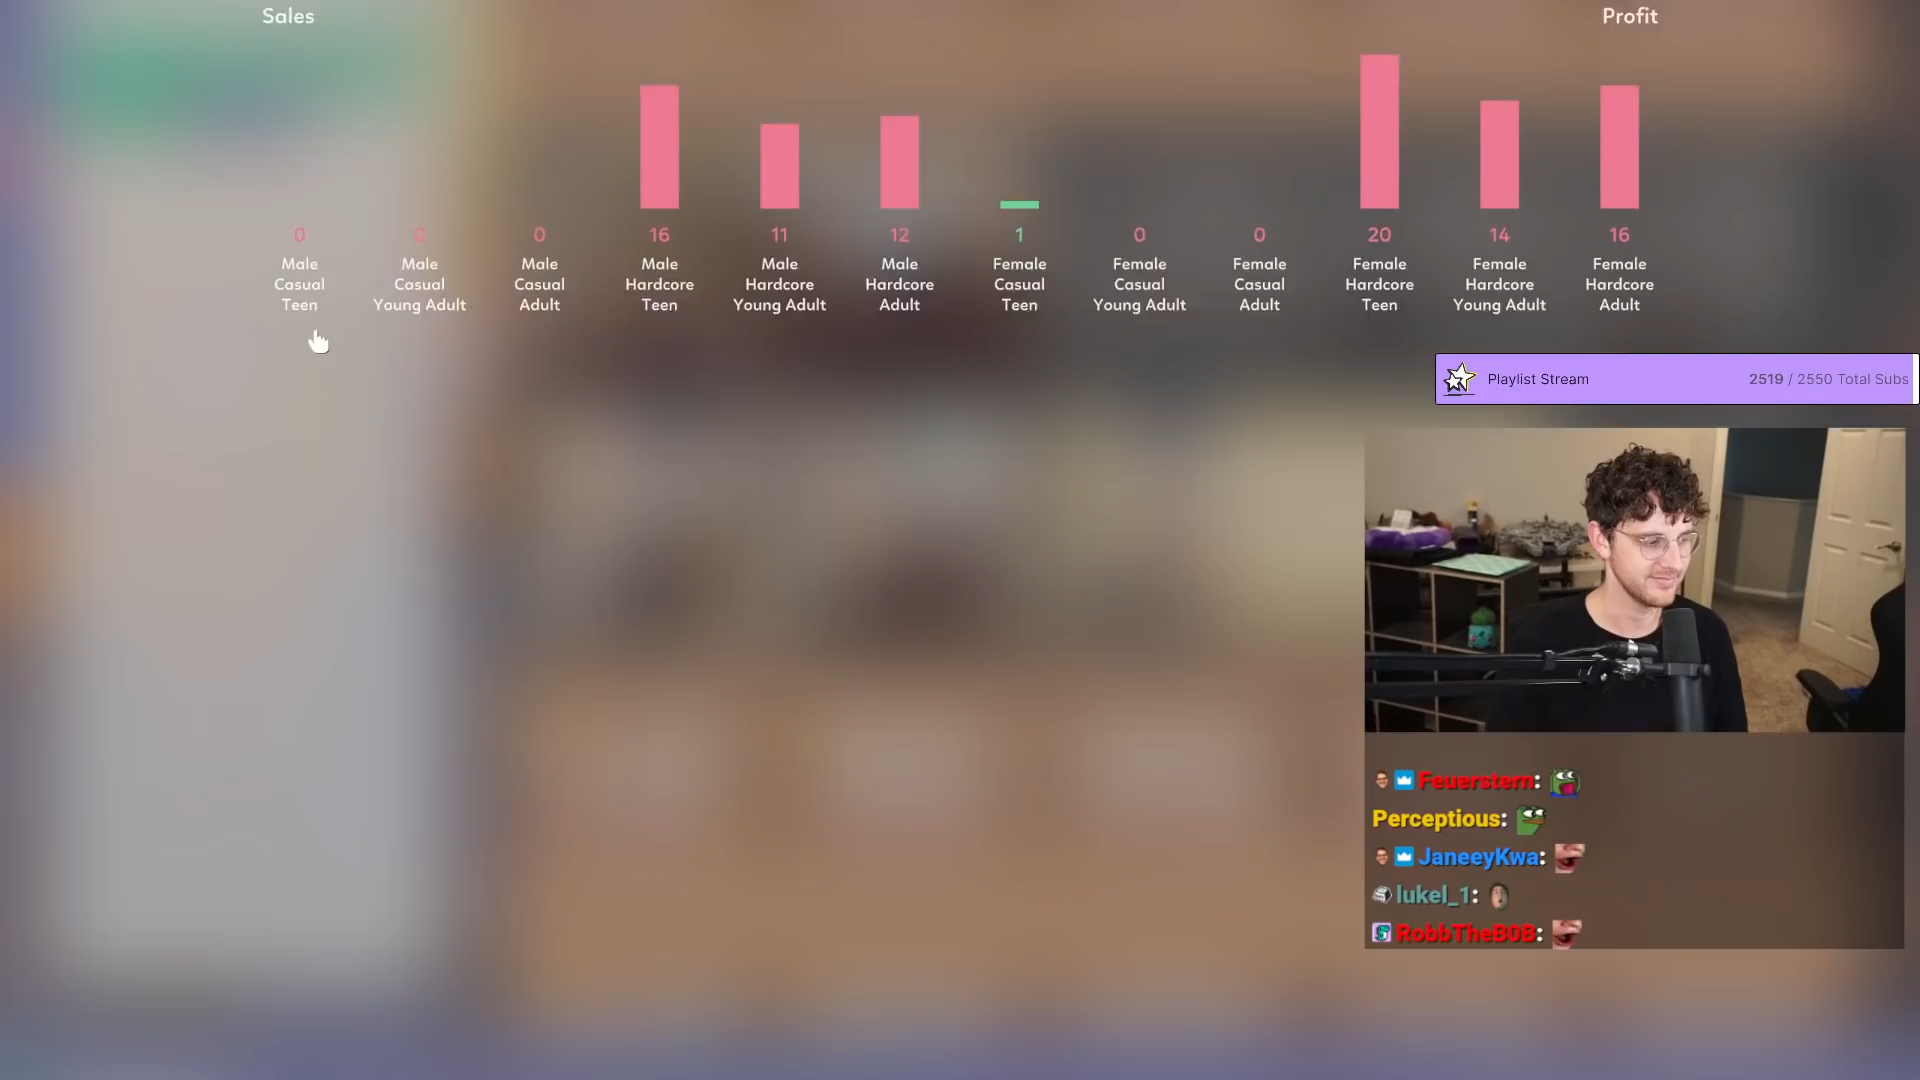 Sales
Profit
0
0
0
16
11
12
1
0
0
20
14
16
Male
Casual
Teen
Male
Casual
Young Adult
Male
Casual
Adult
Male
Hardcore
Teen
Male
Hardcore
Young Adult
Male
Hardcore
Adult
Female
Casual
Teen
Female
Casual
Young Adult
Female
Casual
Adult
Female
Hardcore
Teen
Female
Hardcore
Young Adult
Female
Hardcore
Adult
Playlist Stream
2519 / 2550 Total Subs
Feuerstern:
Perceptious:
JaneeyKwa:
lukel_1:
RobbTheB0B: